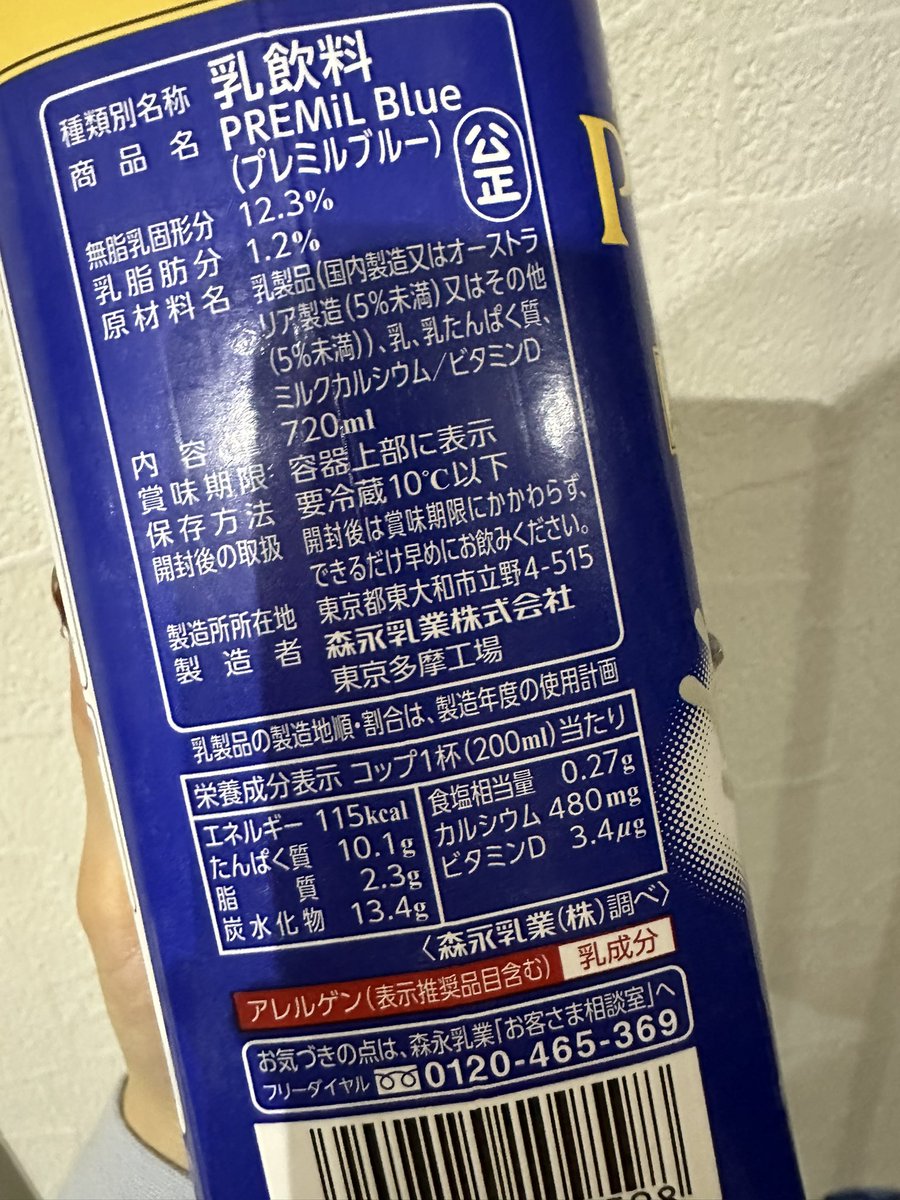 種類別名称 乳飲料
商品名 PREMiL Blue
(プレミルブルー)
公正
無脂乳固形分 12.3%
乳脂肪分 1.2%
原材料名 乳製品(国内製造又はオーストラ
リア製造(5%未満)又はその他
(5%未満))、乳、乳たんぱく質、
ミルクカルシウム/ビタミンD
内容 720ml
賞味期限 容器上部に表示
保存方法 要冷蔵10℃以下
開封後の取扱 開封後は賞味期限にかかわらず、
できるだけ早めにお飲みください。
製造所所在地 東京都東大和市立野4-515
製造者 森永乳業株式会社
東京多摩工場
乳製品の製造地順・割合は、製造年度の使用計画
栄養成分表示 コップ1杯(200ml)当たり
エネルギー 115kcal
たんぱく質 10.1g
脂質 2.3g
炭水化物 13.4g
食塩相当量 0.27g
カルシウム 480mg
ビタミンD 3.4μg
〈森永乳業(株)調べ〉
アレルゲン(表示推奨品目含む) 乳成分
お気づきの点は、森永乳業「お客さま相談室」へ
フリーダイヤル 0120-465-369